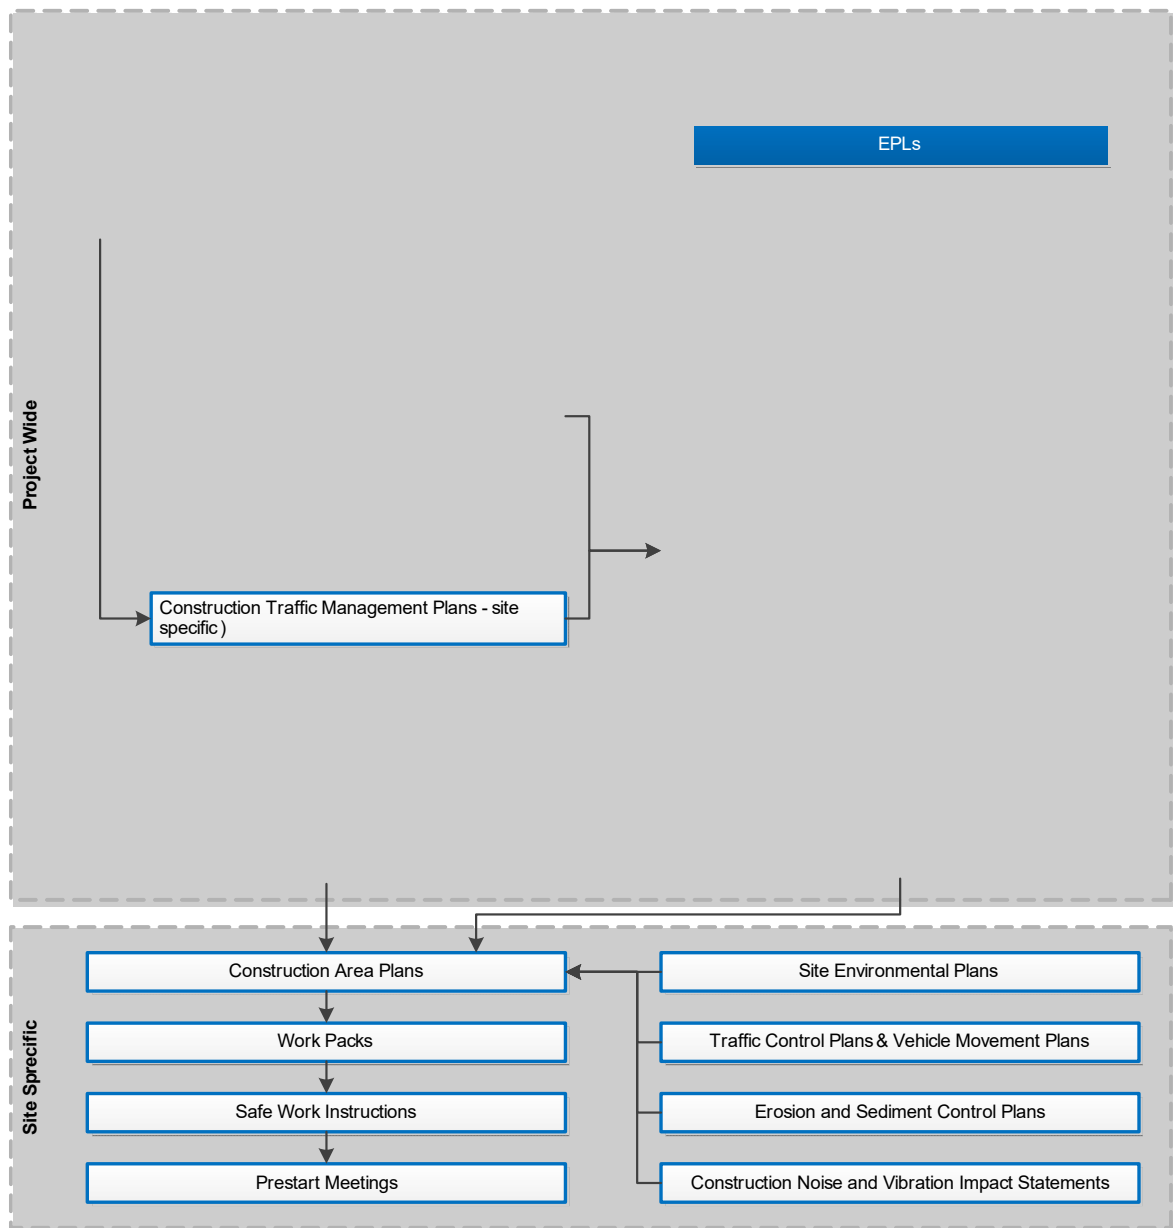 EPLs
Project Wide
Construction Traffic Management Plans - site
specific )
Site Sprecific
Construction Area Plans
Site Environmental Plans
Work Packs
Traffic Control Plans & Vehicle Movement Plans
Safe Work Instructions
Erosion and Sediment Control Plans
Prestart Meetings
Construction Noise and Vibration Impact Statements